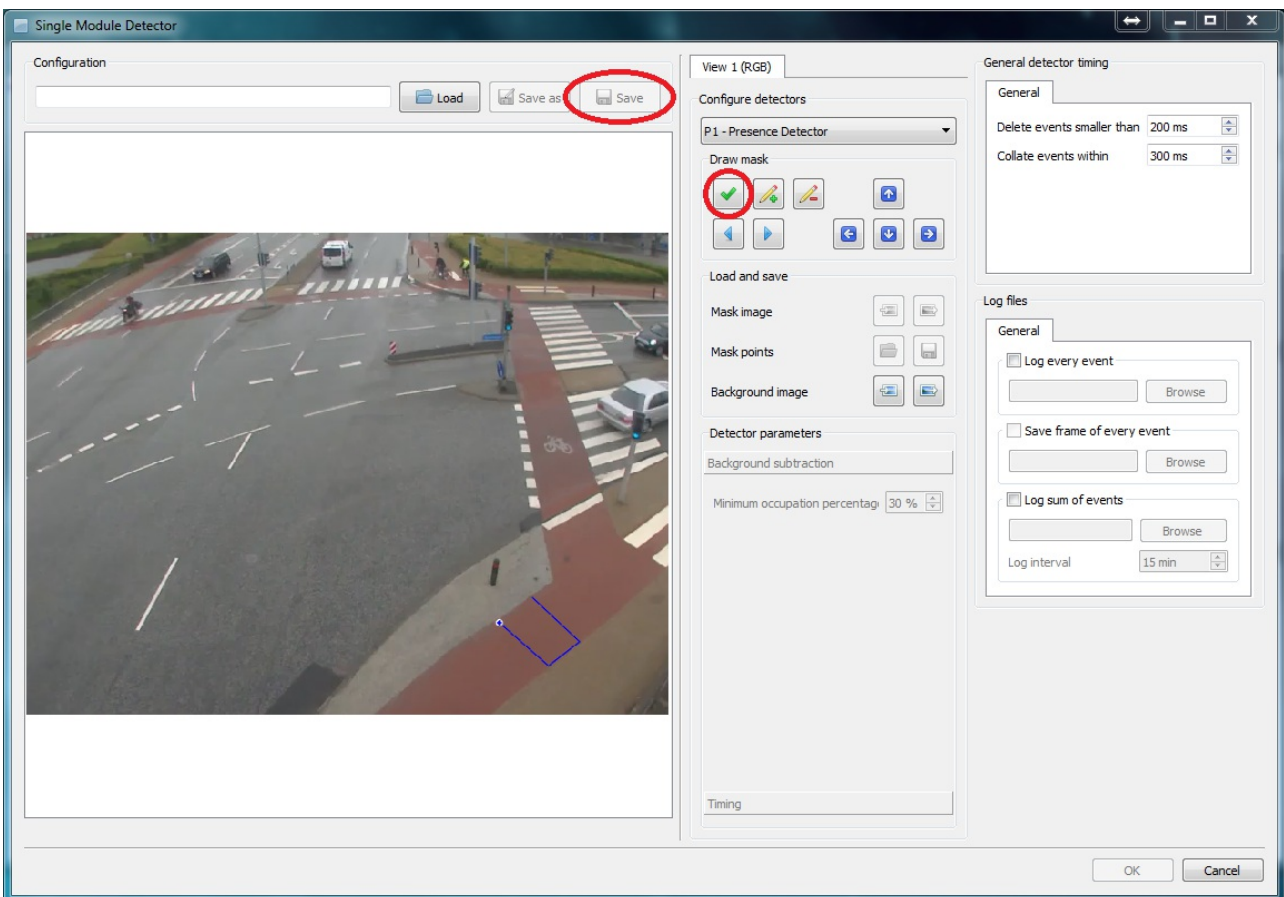 Single Module Detector
Configuration
Load
Save as
Save
View 1 (RGB)
Configure detectors
P1 - Presence Detector
Draw mask
Load and save
Mask image
Mask points
Background image
Detector parameters
Background subtraction
Minimum occupation percentag 30 %
Timing
General detector timing
General
Delete events smaller than 200 ms
Collate events within 300 ms
Log files
General
Log every event
Browse
Save frame of every event
Browse
Log sum of events
Browse
Log interval 15 min
OK
Cancel